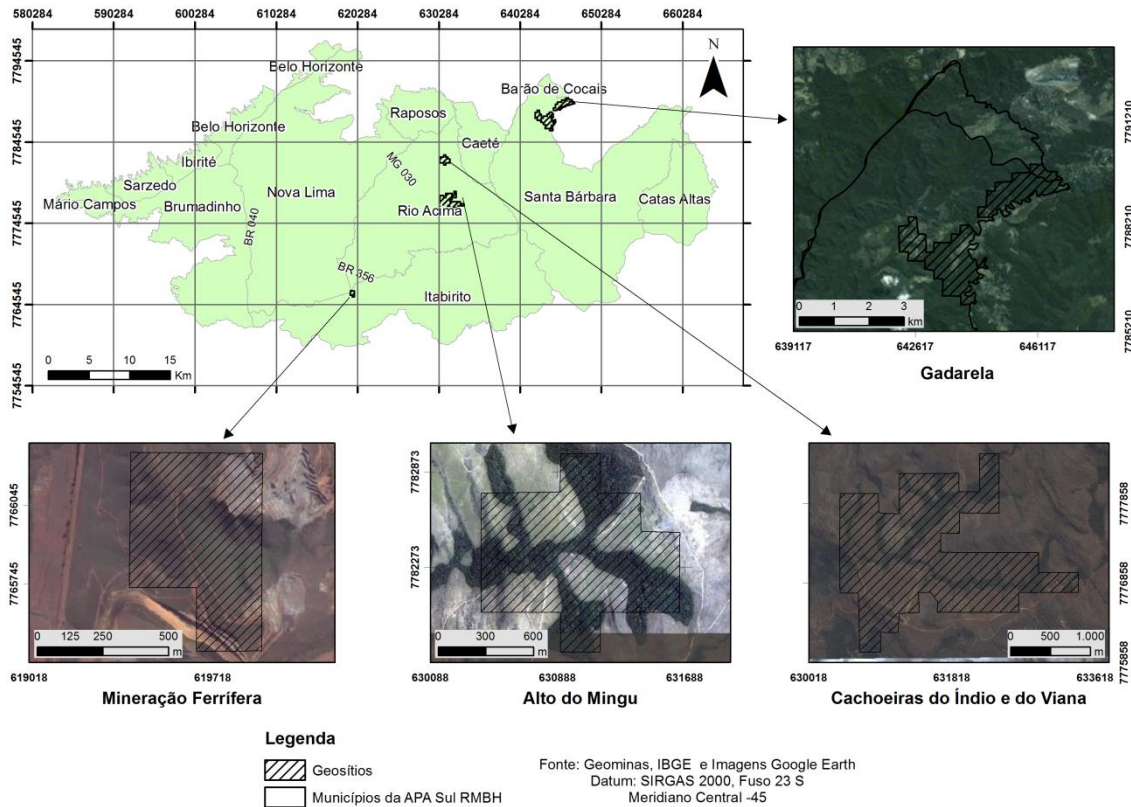 580284 590284 600284 610284 620284 630284 640284 650284 660284
7794545
7784545
7774545
7764545
7754545
Belo Horizonte
Belo Horizonte
Ibirité
Sarzedo
Mário Campos
Brumadinho
Nova Lima
BR 040
Raposos
MG 030
Caeté
Rio Acima
BR 356
Itabirito
Barão de Cocais
Santa Bárbara
Catas Altas
N
0 5 10 15
Km
7791210
7788210
7785210
0 1 2 3
km
639117 642617 646117
Gadarela
7766045
7765745
0 125 250 500
m
619018 619718
Mineração Ferrífera
7782873
7782273
0 300 600
m
630088 630888 631688
Alto do Mingu
7777858
7776858
7775858
0 500 1.000
m
630018 631818 633618
Cachoeiras do Índio e do Viana
Legenda
Geosítios
Municípios da APA Sul RMBH
Fonte: Geominas, IBGE e Imagens Google Earth
Datum: SIRGAS 2000, Fuso 23 S
Meridiano Central -45